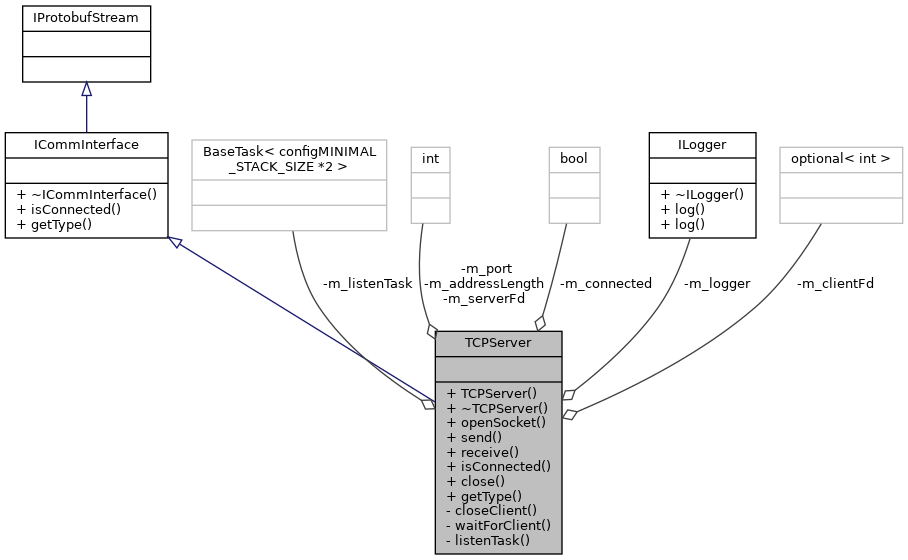 IProtobufStream
ICommInterface
+ ~ICommInterface()
+ isConnected()
+ getType()
BaseTask< configMINIMAL
_STACK_SIZE *2 >
int
bool
ILogger
+ ~ILogger()
+ log()
+ log()
optional< int >
-m_listenTask
-m_port
-m_addressLength
-m_serverFd
-m_connected
-m_logger
-m_clientFd
TCPServer
+ TCPServer()
+ ~TCPServer()
+ openSocket()
+ send()
+ receive()
+ isConnected()
+ close()
+ getType()
- closeClient()
- waitForClient()
- listenTask()